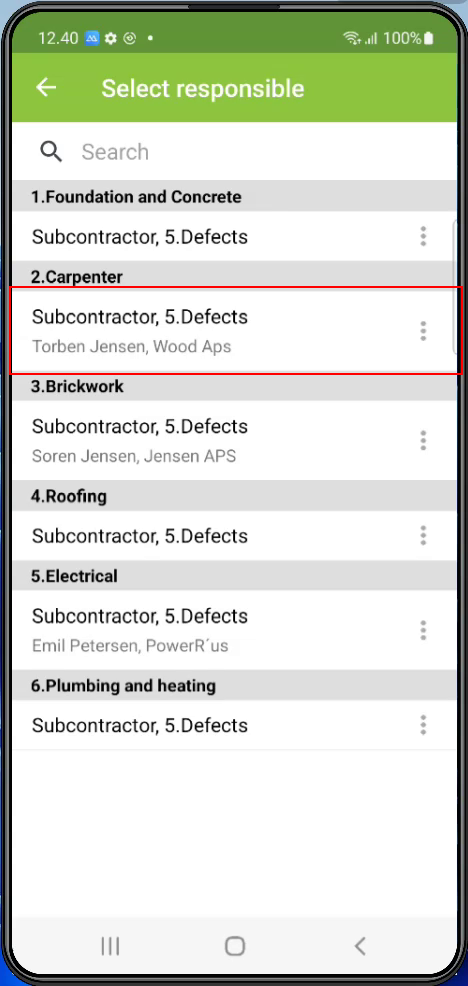 12.40
100%
Select responsible
Search
1.Foundation and Concrete
Subcontractor, 5.Defects
2.Carpenter
Subcontractor, 5.Defects
Torben Jensen, Wood Aps
3.Brickwork
Subcontractor, 5.Defects
Soren Jensen, Jensen APS
4.Roofing
Subcontractor, 5.Defects
5.Electrical
Subcontractor, 5.Defects
Emil Petersen, PowerR´us
6.Plumbing and heating
Subcontractor, 5.Defects